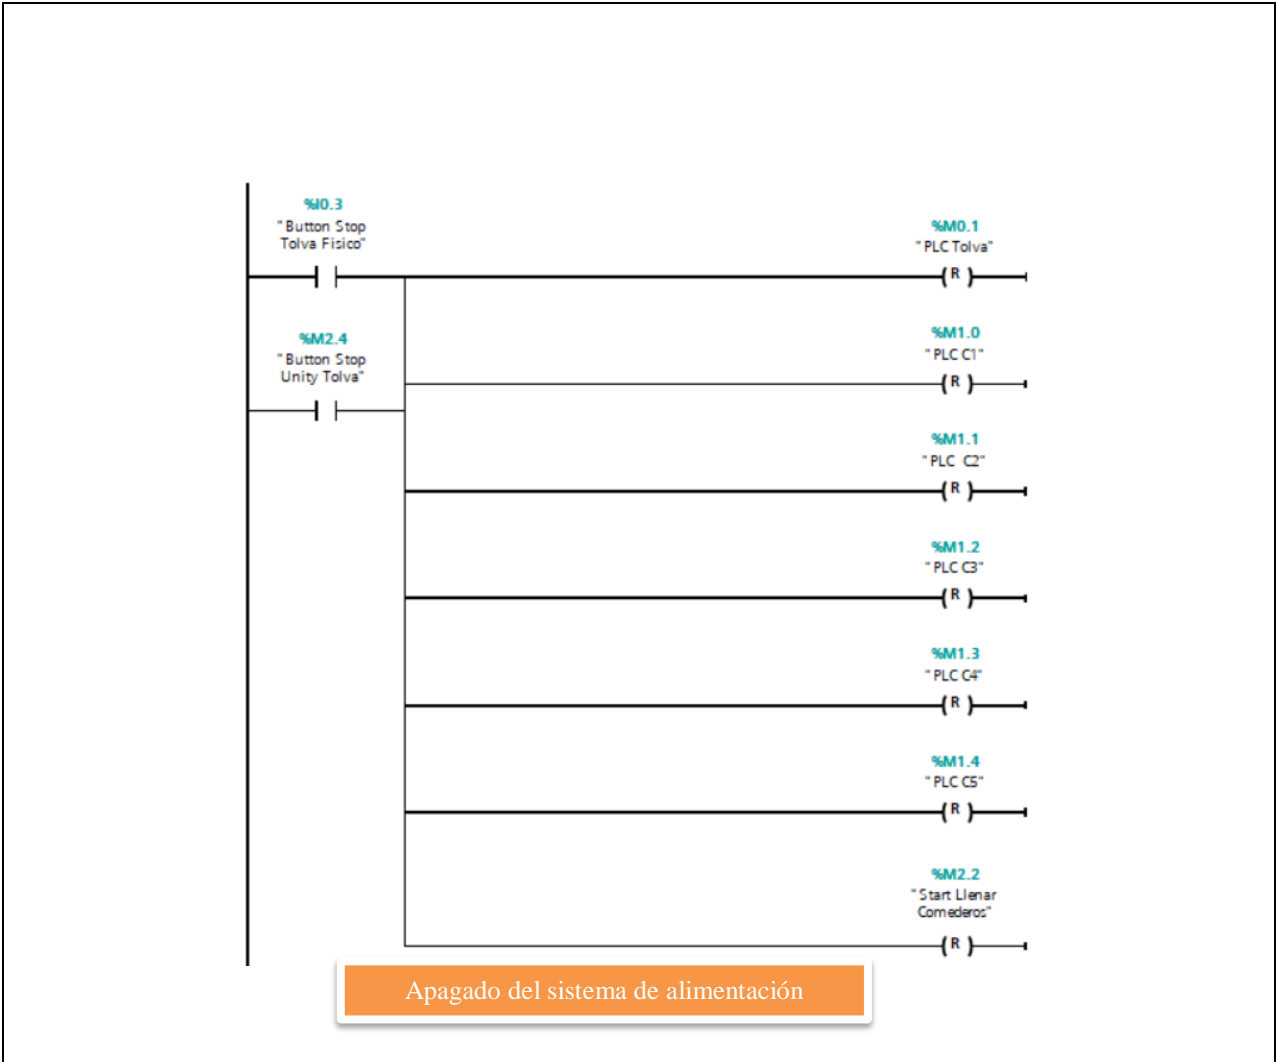 %I0.3
"Button Stop
Tolva Fisico"
%M0.1
"PLC Tolva"
(R)
%M2.4
"Button Stop
Unity Tolva"
%M1.0
"PLC C1"
(R)
%M1.1
"PLC C2"
(R)
%M1.2
"PLC C3"
(R)
%M1.3
"PLC C4"
(R)
%M1.4
"PLC C5"
(R)
%M2.2
"Start Llenar
Comederos"
(R)
Apagado del sistema de alimentación